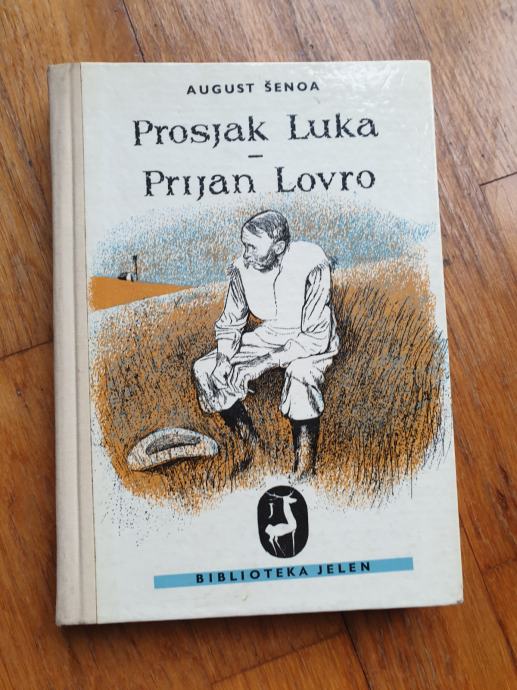 AUGUST ŠENOA
Prosjak Luka
–
Prijan Lovro
BIBLIOTEKA JELEN